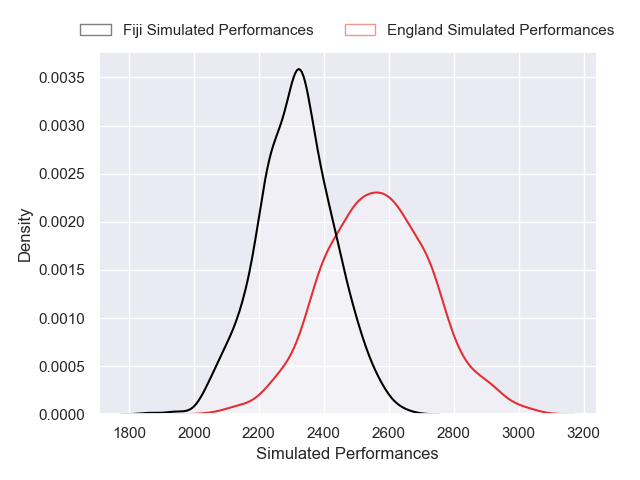 Fiji Simulated Performances England Simulated Performances
0.0035
0.0030
0.0025
0.0020
0.0015
0.0010
0.0005
0.0000
Density
1800 2000 2200 2400 2600 2800 3000 3200
Simulated Performances